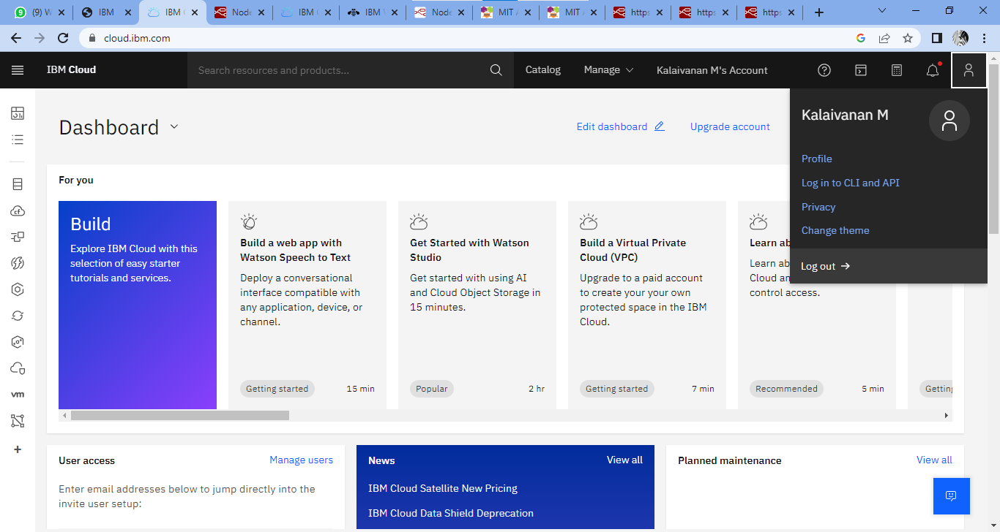 (9) W
IBM
IBM C
Node
IBM C
IBM W
Node
MIT A
MIT A
https
https
https
cloud.ibm.com
IBM Cloud
Search resources and products...
Catalog
Manage
Kalaivanan M's Account
Kalaivanan M
Profile
Log in to CLI and API
Privacy
Change theme
Log out
Dashboard
Edit dashboard
Upgrade account
For you
Build
Explore IBM Cloud with this
selection of easy starter
tutorials and services.
Build a web app with
Watson Speech to Text
Deploy a conversational
interface compatible with
any application, device, or
channel.
Getting started
15 min
Get Started with Watson
Studio
Get started with using AI
and Cloud Object Storage in
15 minutes.
Popular
2 hr
Build a Virtual Private
Cloud (VPC)
Upgrade to a paid account
to create your your own
protected space in the IBM
Cloud.
Getting started
7 min
Learn ab
Learn ab
Cloud an
control access.
Recommended
5 min
Getting
cf
vm
User access
Manage users
Enter email addresses below to jump directly into the
invite user setup:
News
View all
IBM Cloud Satellite New Pricing
IBM Cloud Data Shield Deprecation
Planned maintenance
View all